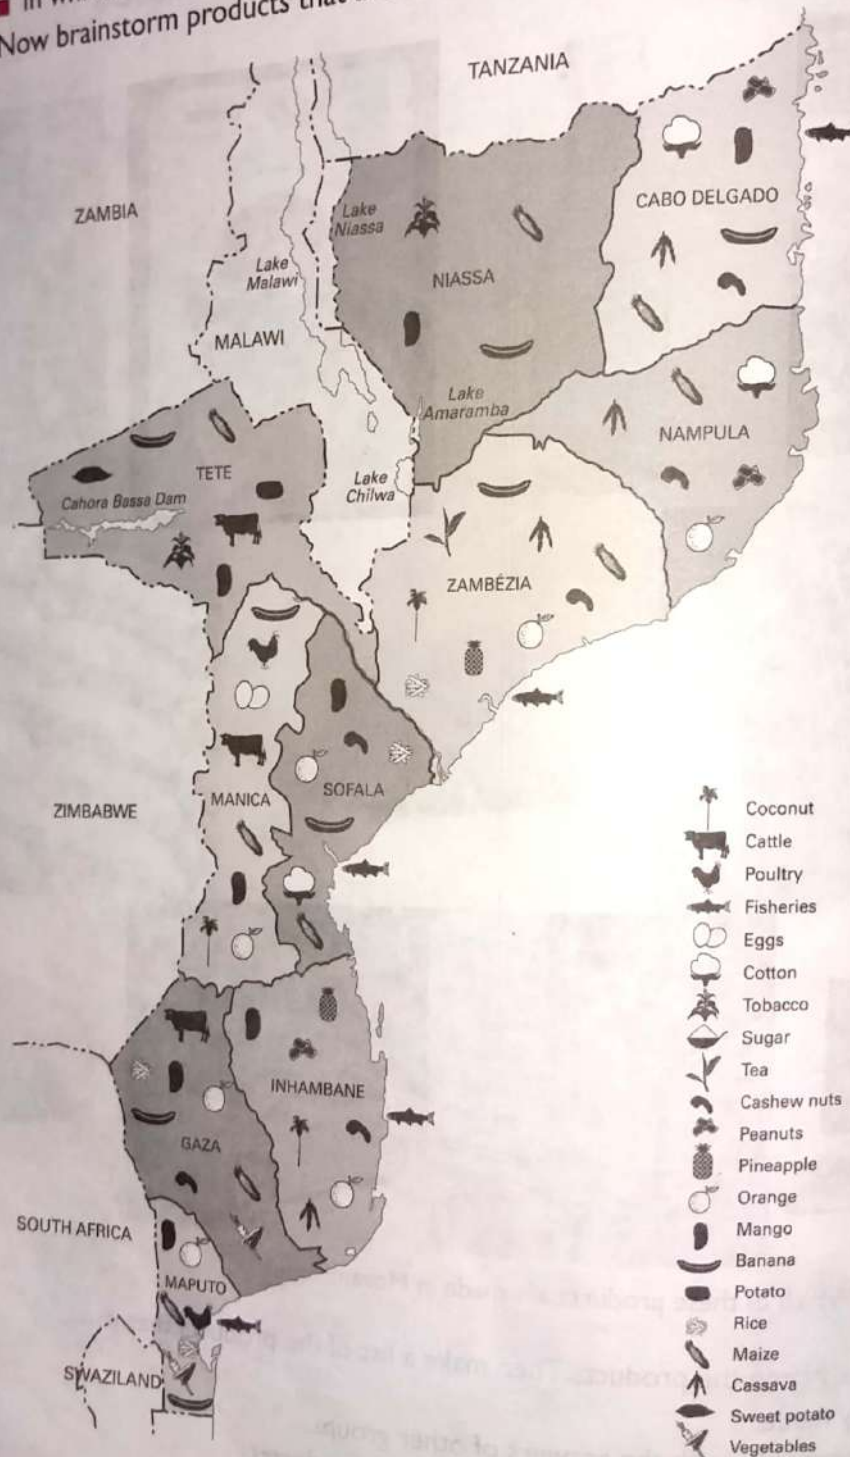 Now brainstorm products that
TANZANIA
ZAMBIA
CABO DELGADO
Lake
Niassa
Lake
Malawi
NIASSA
MALAWI
Lake
Amaramba
NAMPULA
TETE
Lake
Chilwa
Cahora Bassa Dam
ZAMBÉZIA
ZIMBABWE
MANICA
SOFALA
INHAMBANE
GAZA
SOUTH AFRICA
MAPUTO
SWAZILAND
Coconut
Cattle
Poultry
Fisheries
Eggs
Cotton
Tobacco
Sugar
Tea
Cashew nuts
Peanuts
Pineapple
Orange
Mango
Banana
Potato
Rice
Maize
Cassava
Sweet potato
Vegetables